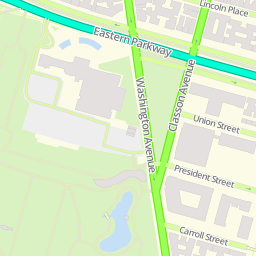 Lincoln Place
Eastern Parkway
Washington Avenue
Classon Avenue
Union Street
President Street
Carroll Street